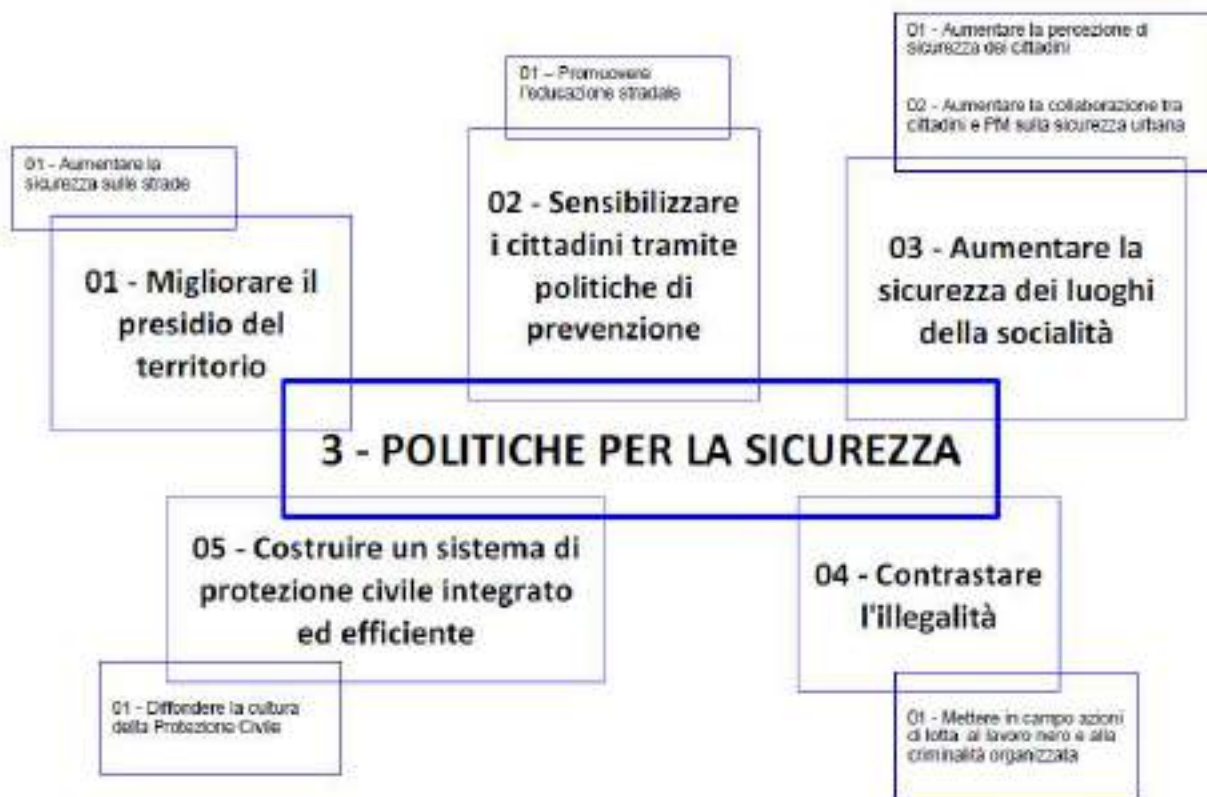 01 - Aumentare la
sicurezza sulle strade
01 - Migliorare il
presidio del
territorio
01 - Promuovere
l'educazione stradale
02 - Sensibilizzare
i cittadini tramite
politiche di
prevenzione
01 - Aumentare la percezione di
sicurezza dei cittadini
02 - Aumentare la collaborazione tra
cittadini e PM sulla sicurezza urbana
03 - Aumentare la
sicurezza dei luoghi
della socialità
3 - POLITICHE PER LA SICUREZZA
05 - Costruire un sistema di
protezione civile integrato
ed efficiente
01 - Diffondere la cultura
della Protezione Civile
04 - Contrastare
l'illegalità
01 - Mettere in campo azioni
di lotta al lavoro nero e alla
criminalità organizzata